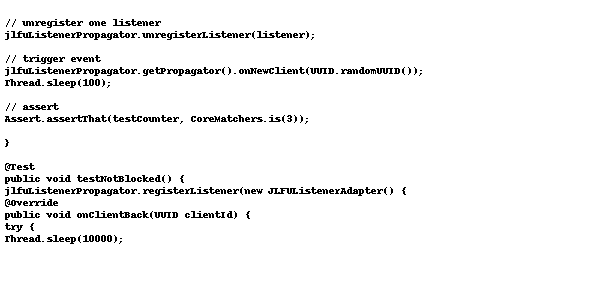 // unregister one listener
jlfuListenerPropagator.unregisterListener(listener);
// trigger event
jlfuListenerPropagator.getPropagator().onNewClient(UUID.randomUUID());
Thread.sleep(100);
// assert
Assert.assertThat(testCounter, CoreMatchers.is(3));
}
@Test
public void testNotBlocked() {
jlfuListenerPropagator.registerListener(new JLFUListenerAdapter() {
@Override
public void onClientBack(UUID clientId) {
try {
Thread.sleep(10000);